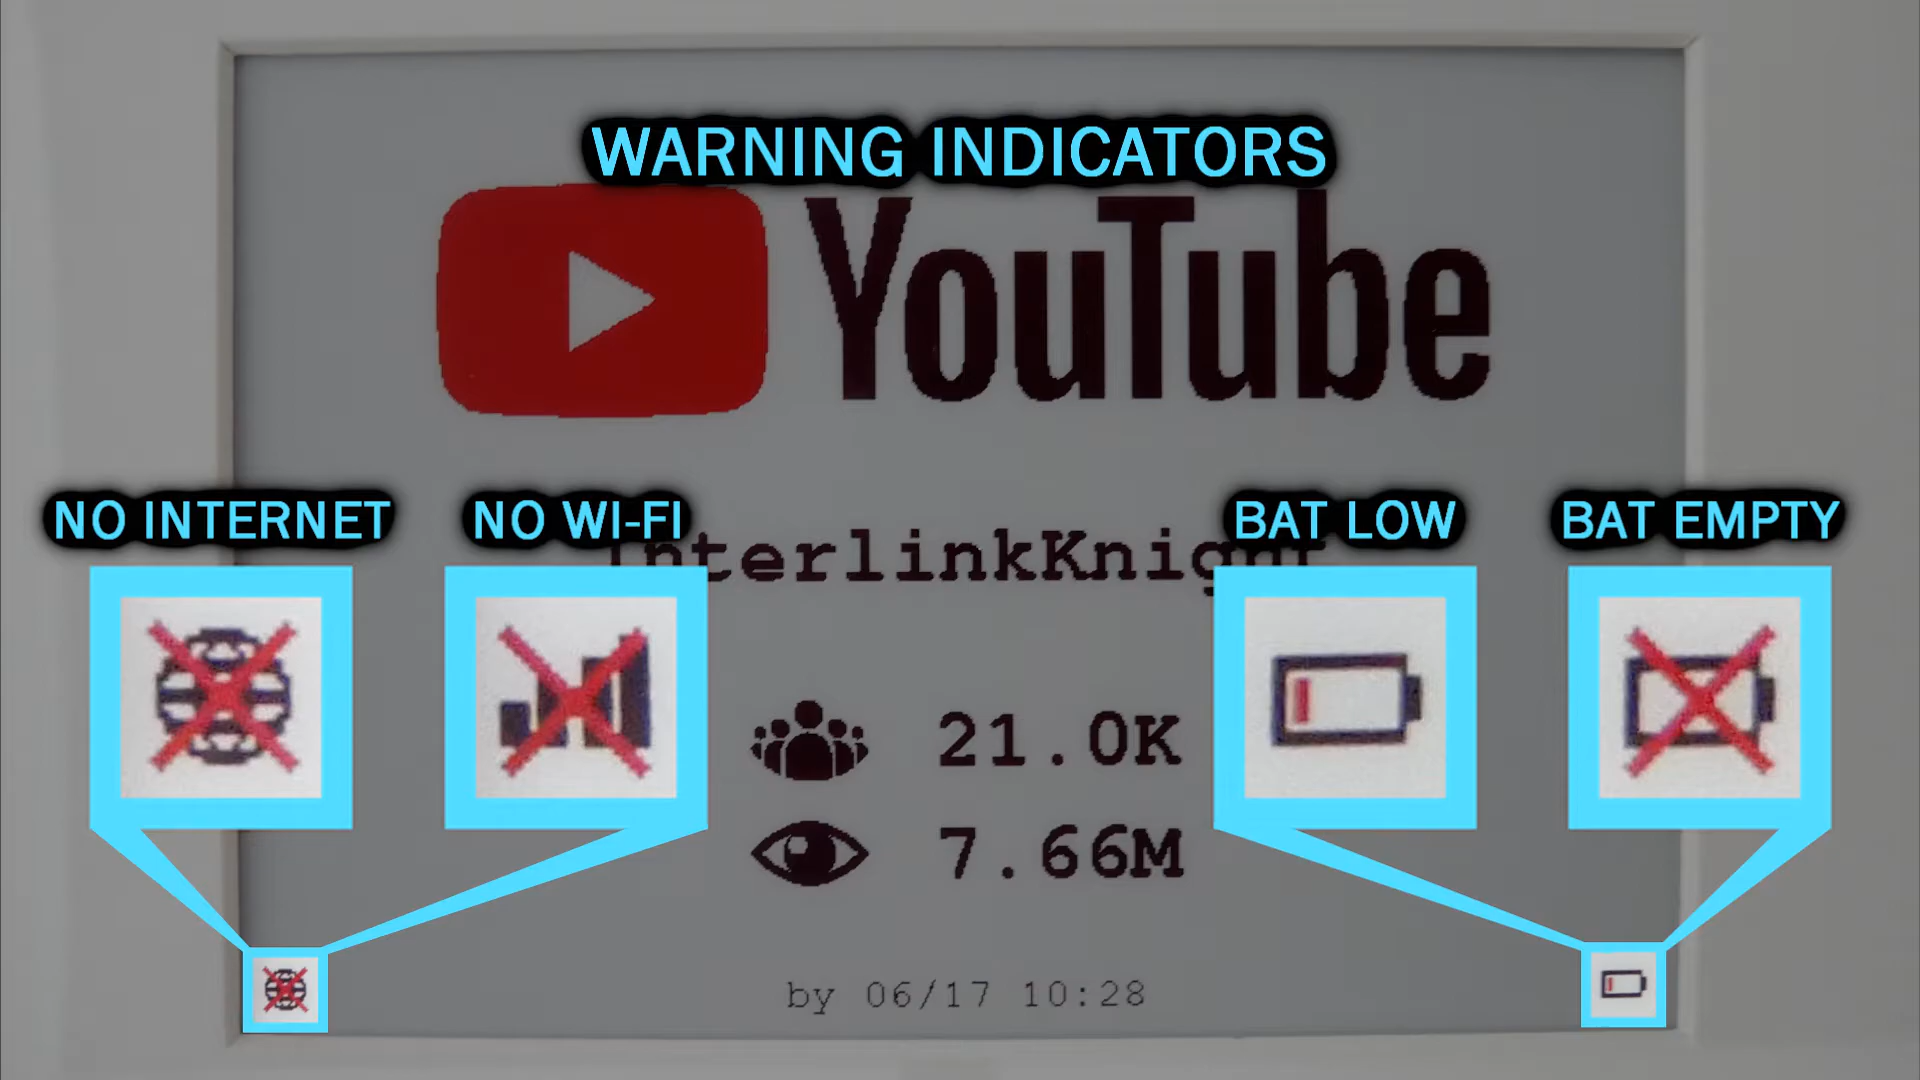 WARNING INDICATORS
YouTube
NO INTERNET
NO WI-FI
BAT LOW
BAT EMPTY
InterlinkKnight
21.0K
7.66M
by 06/17 10:28